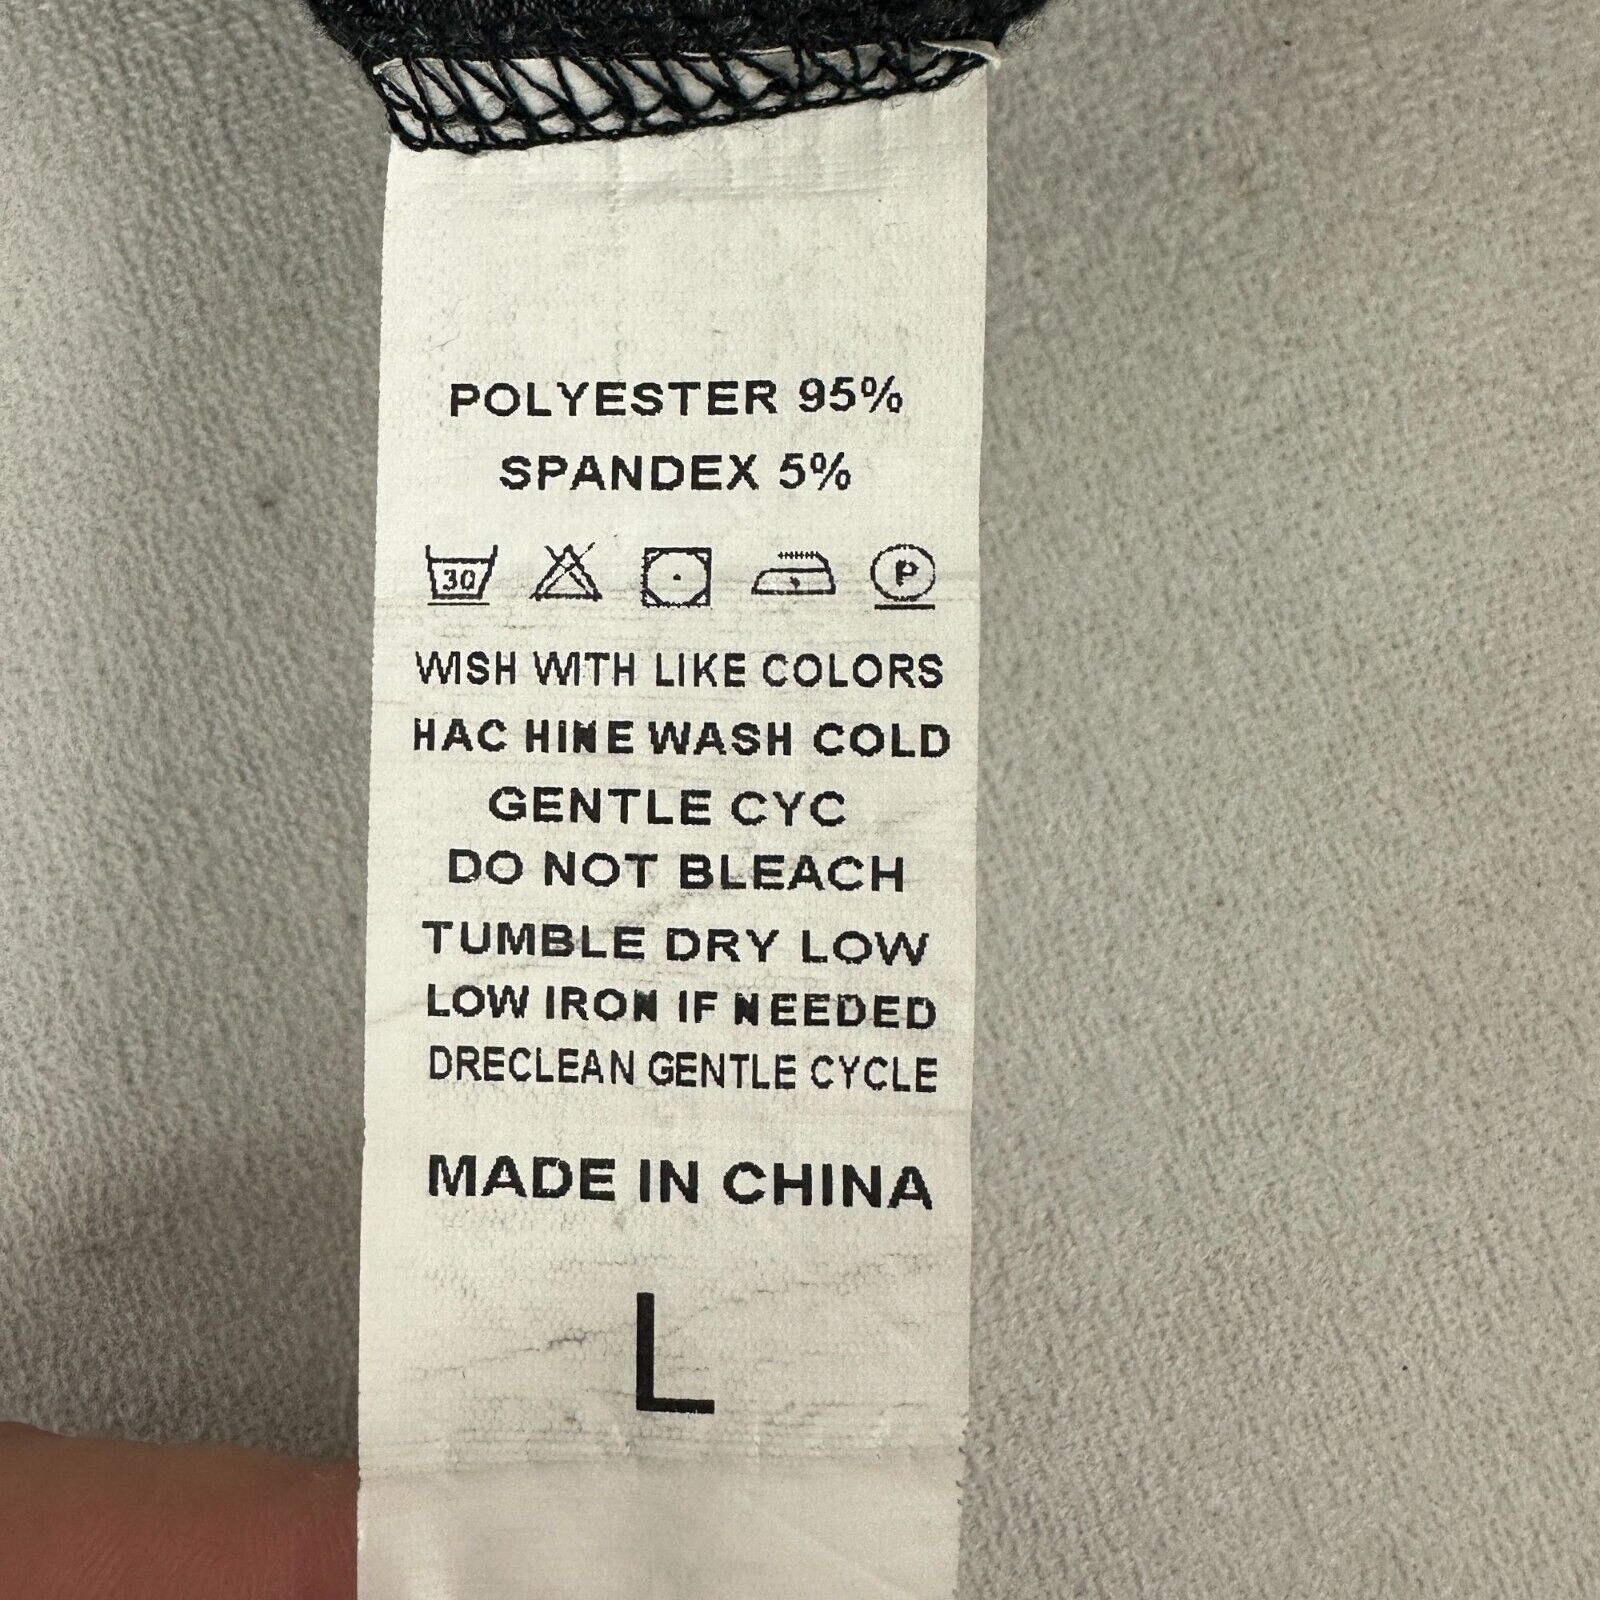 POLYESTER 95%
SPANDEX 5%
30 P
WISH WITH LIKE COLORS
HAC HINE WASH COLD
GENTLE CYC
DO NOT BLEACH
TUMBLE DRY LOW
LOW IRON IF NEEDED
DRECLEAN GENTLE CYCLE
MADE IN CHINA
L